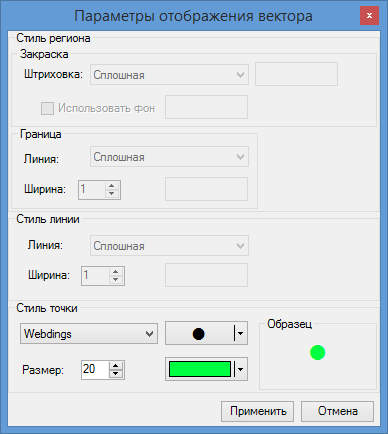 Параметры отображения вектора
x
Стиль региона
Закраска
Штриховка: Сплошная
Использовать фон
Граница
Линия: Сплошная
Ширина: 1
Стиль линии
Линия: Сплошная
Ширина: 1
Стиль точки
Webdings
Образец
Размер: 20
Применить Отмена